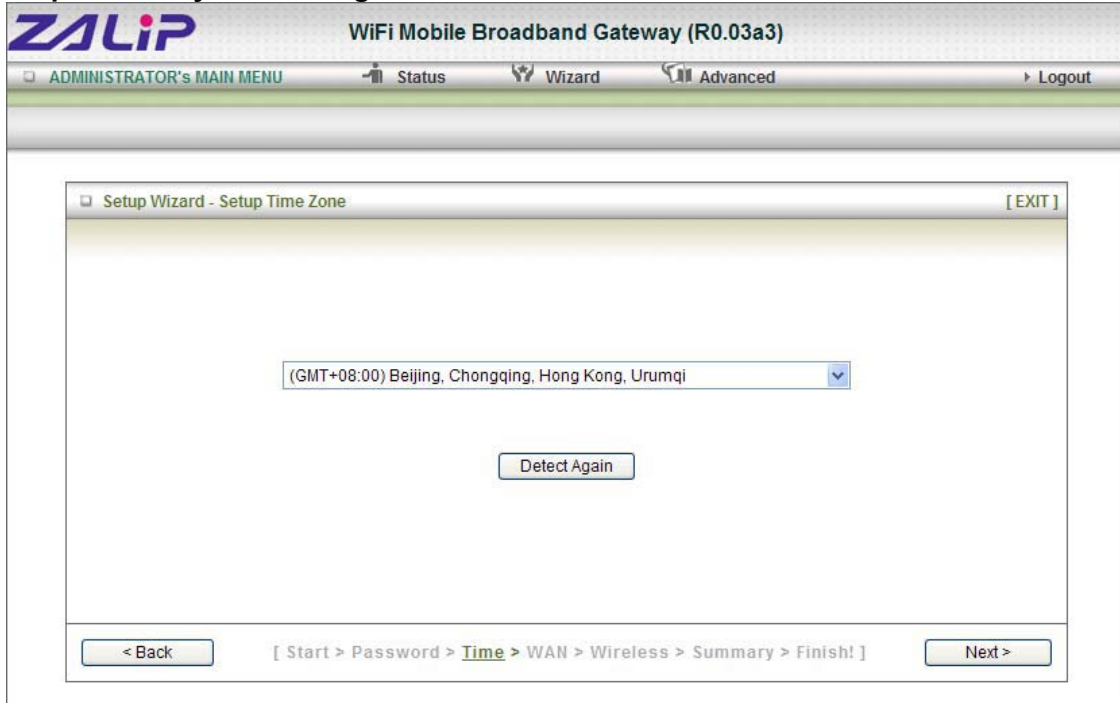 ZALiP
WiFi Mobile Broadband Gateway (R0.03a3)
ADMINISTRATOR's MAIN MENU Status Wizard Advanced Logout
Setup Wizard - Setup Time Zone [ EXIT ]
(GMT+08:00) Beijing, Chongqing, Hong Kong, Urumqi
Detect Again
< Back [ Start > Password > Time > WAN > Wireless > Summary > Finish! ] Next >